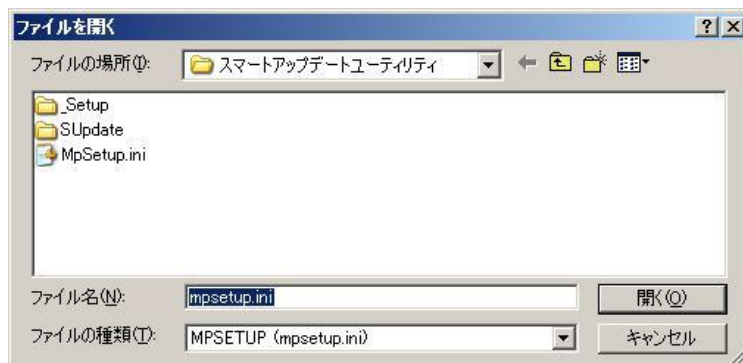 ファイルを開く
ファイルの場所(I):
スマートアップデートユーティリティ
_Setup
SUpdate
MpSetup.ini
ファイル名(N):
mpsetup.ini
開く(O)
ファイルの種類(T):
MPSETUP (mpsetup.ini)
キャンセル